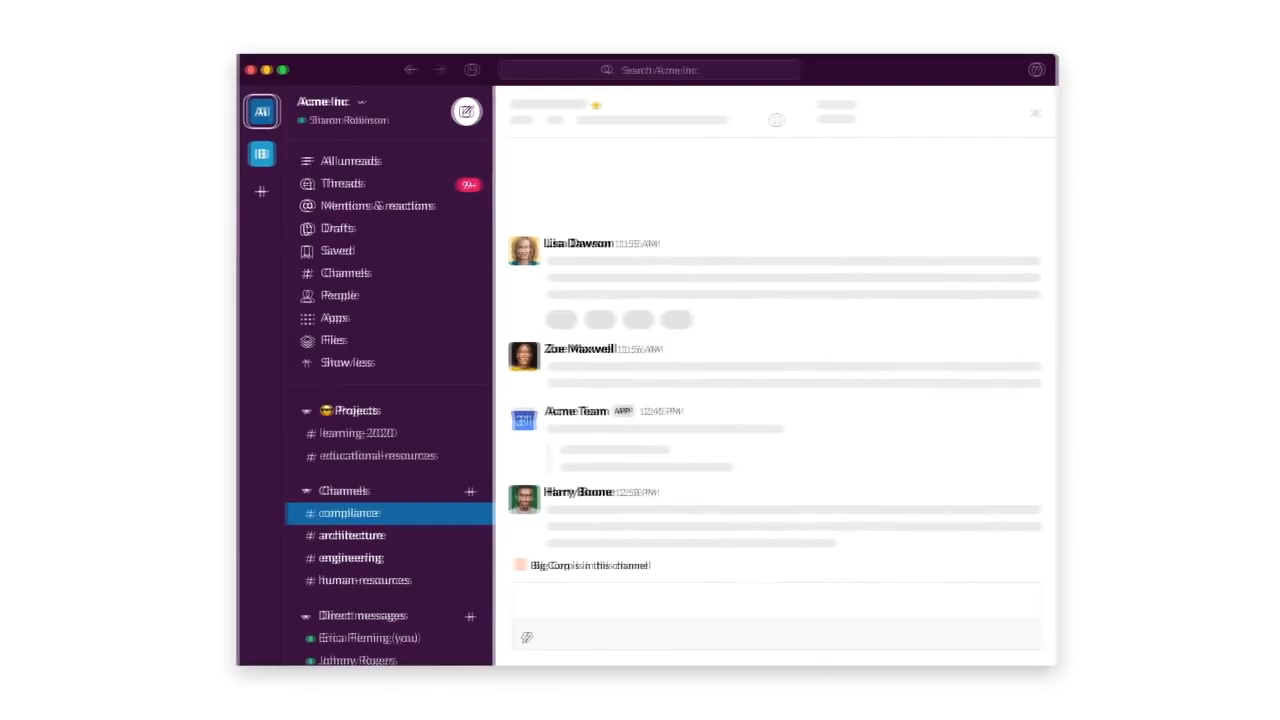 Search Acme Inc
Acme Inc
Sharon Robinson
All unreads
Threads
99+
Mentions & reactions
Drafts
Saved
Channels
People
Apps
Files
Show less
Projects
# learning-2020
# educational-resources
Channels
# compliance
# architecture
# engineering
# human-resources
Direct messages
Erica Fleming (you)
Johnny Rogers
Lisa Dawson
Zoe Maxwell
Acme Team APP
Harry Boone
Big Corp is in this channel